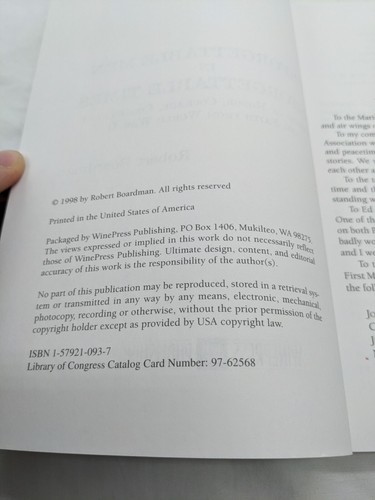 © 1998 by Robert Boardman. All rights reserved
Printed in the United States of America
Packaged by WinePress Publishing, PO Box 1406, Mukilteo, WA 98275
The views expressed or implied in this work do not necessarily reflect
those of WinePress Publishing. Ultimate design, content, and editorial
accuracy of this work is the responsibility of the author(s).
No part of this publication may be reproduced, stored in a retrieval sys-
tem or transmitted in any way by any means, electronic, mechanical,
photocopy, recording or otherwise, without the prior permission of the
copyright holder except as provided by USA copyright law.
ISBN 1-57921-093-7
Library of Congress Catalog Card Number: 97-62568
To the Mari
and air wings
To my com
Association w
and peacetim
stories. We
each other a
To the
time and th
standing w
To Ed
One of th
on both
badly wo
and I we
To
First M
the fol